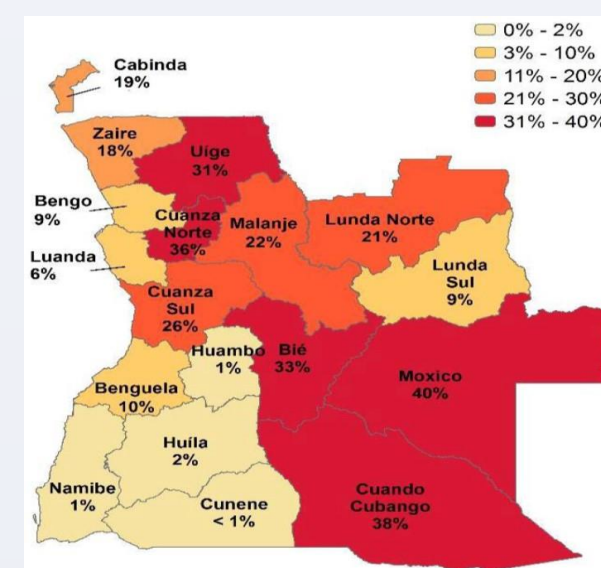 0% - 2%
3% - 10%
11% - 20%
21% - 30%
31% - 40%
Cabinda
19%
Zaire
18%
Uíge
31%
Bengo
9%
Cuanza
Norte
36%
Malanje
22%
Lunda Norte
21%
Luanda
6%
Lunda
Sul
9%
Cuanza
Sul
26%
Huambo
1%
Bié
33%
Moxico
40%
Benguela
10%
Huíla
2%
Namibe
1%
Cunene
< 1%
Cuando
Cubango
38%